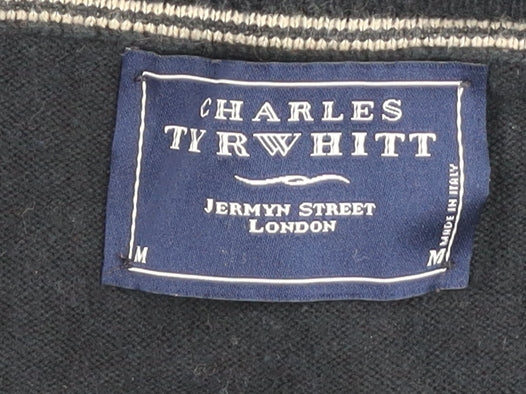 CHARLES
TYRWHITT
JERMYN STREET
LONDON
M
M
MADE IN ITALY